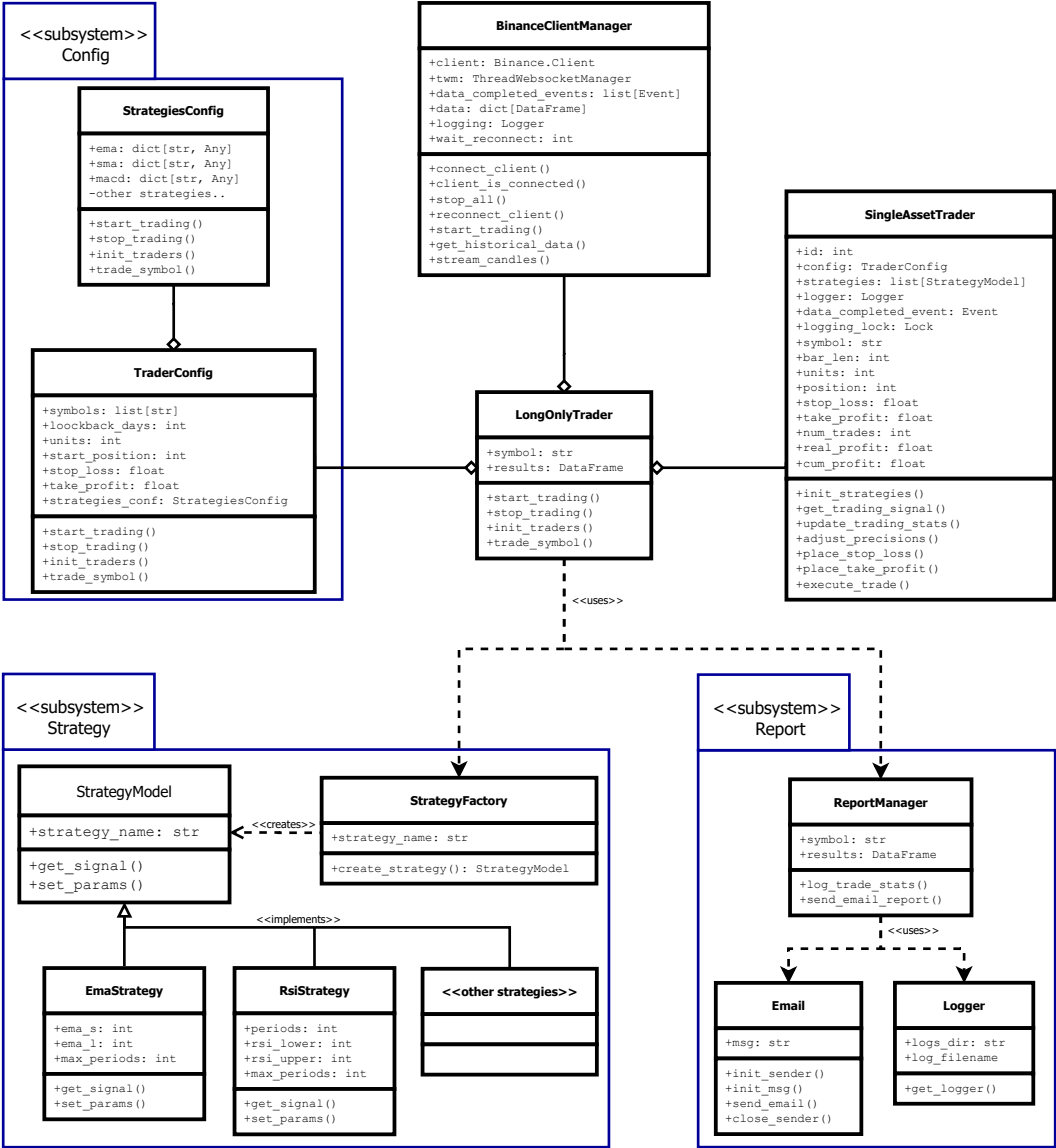 <<subsystem>>
Config
StrategiesConfig
+ema: dict[str, Any]
+sma: dict[str, Any]
+macd: dict[str, Any]
-other strategies..
+start_trading()
+stop_trading()
+init_traders()
+trade_symbol()
TraderConfig
+symbols: list[str]
+loockback_days: int
+units: int
+start_position: int
+stop_loss: float
+take_profit: float
+strategies_conf: StrategiesConfig
+start_trading()
+stop_trading()
+init_traders()
+trade_symbol()
BinanceClientManager
+client: Binance.Client
+twm: ThreadWebsocketManager
+data_completed_events: list[Event]
+data: dict[DataFrame]
+logging: Logger
+wait_reconnect: int
+connect_client()
+client_is_connected()
+stop_all()
+reconnect_client()
+start_trading()
+get_historical_data()
+stream_candles()
LongOnlyTrader
+symbol: str
+results: DataFrame
+start_trading()
+stop_trading()
+init_traders()
+trade_symbol()
SingleAssetTrader
+id: int
+config: TraderConfig
+strategies: list[StrategyModel]
+logger: Logger
+data_completed_event: Event
+logging_lock: Lock
+symbol: str
+bar_len: int
+units: int
+position: int
+stop_loss: float
+take_profit: float
+num_trades: int
+real_profit: float
+cum_profit: float
+init_strategies()
+get_trading_signal()
+update_trading_stats()
+adjust_precisions()
+place_stop_loss()
+place_take_profit()
+execute_trade()
<<uses>>
<<subsystem>>
Strategy
StrategyModel
+strategy_name: str
+get_signal()
+set_params()
<<creates>>
StrategyFactory
+strategy_name: str
+create_strategy(): StrategyModel
<<implements>>
EmaStrategy
+ema_s: int
+ema_l: int
+max_periods: int
+get_signal()
+set_params()
RsiStrategy
+periods: int
+rsi_lower: int
+rsi_upper: int
+max_periods: int
+get_signal()
+set_params()
<<other strategies>>
<<subsystem>>
Report
ReportManager
+symbol: str
+results: DataFrame
+log_trade_stats()
+send_email_report()
<<uses>>
Email
+msg: str
+init_sender()
+init_msg()
+send_email()
+close_sender()
Logger
+logs_dir: str
+log_filename
+get_logger()